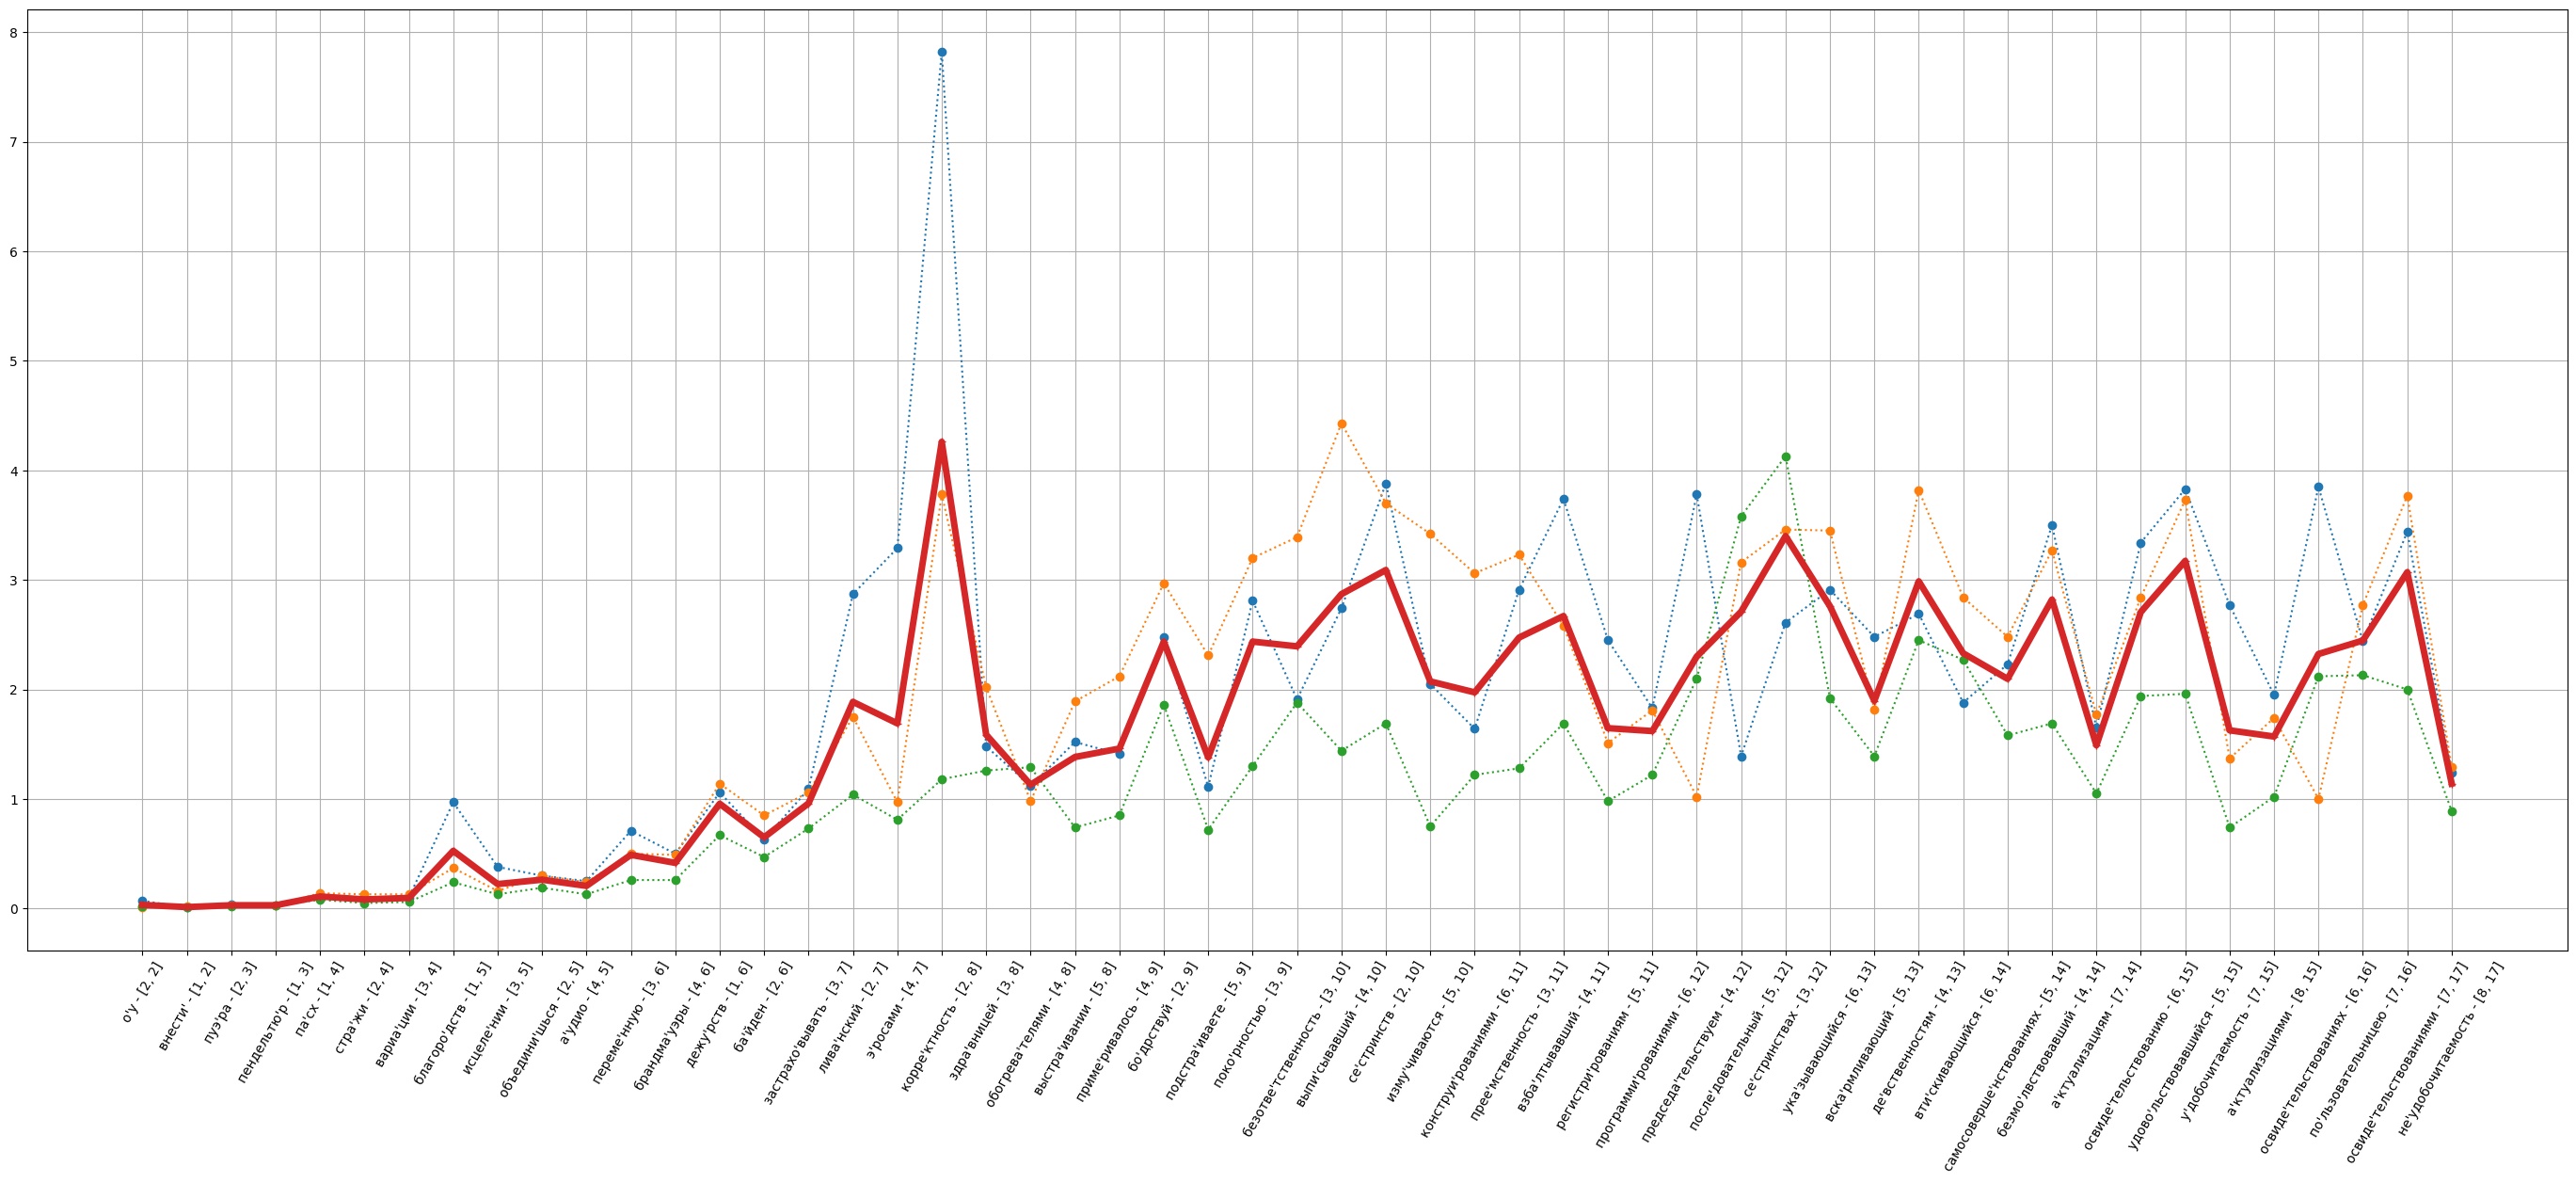 8
7
6
5
4
3
2
1
0
о'у - [2, 2]
внести' - [1, 2]
пуэ'ра - [2, 3]
пендельтю'р - [1, 3]
па'сх - [1, 4]
стра'жи - [2, 4]
вариа'ции - [3, 4]
благоро'дств - [1, 5]
исцеле'нии - [3, 5]
объедини'шься - [2, 5]
а'удио - [4, 5]
переме'нную - [3, 6]
брандма'уэры - [4, 6]
дежу'рств - [1, 6]
ба'йден - [2, 6]
застрахо'вывать - [3, 7]
лива'нский - [2, 7]
э'росами - [4, 7]
корре'ктность - [2, 8]
здра'вницей - [3, 8]
обогрева'телями - [4, 8]
выстра'ивании - [5, 8]
приме'ривалось - [4, 9]
бо'дрствуй - [2, 9]
подстра'иваете - [5, 9]
поко'рностью - [3, 9]
безотве'тственность - [3, 10]
выпи'сывавший - [4, 10]
се'стринств - [2, 10]
изму'чиваются - [5, 10]
конструи'рованиями - [6, 11]
прее'мственность - [3, 11]
взба'лтывавший - [4, 11]
регистри'рованиям - [5, 11]
программи'рованиями - [6, 12]
председа'тельствуем - [4, 12]
после'довательный - [5, 12]
се'стринствах - [3, 12]
ука'зывающийся - [6, 13]
вска'рмливающий - [5, 13]
де'вственностям - [4, 13]
вти'скивающийся - [6, 14]
самосоверше'нствованиях - [5, 14]
безмо'лвствовавший - [4, 14]
а'ктуализациям - [7, 14]
освиде'тельствованию - [6, 15]
удово'льствовавшийся - [5, 15]
у'добочитаемость - [7, 15]
а'ктуализациями - [8, 15]
освиде'тельствованиях - [6, 16]
по'льзовательницею - [7, 16]
освиде'тельствованиями - [7, 17]
не'удобочитаемость - [8, 17]